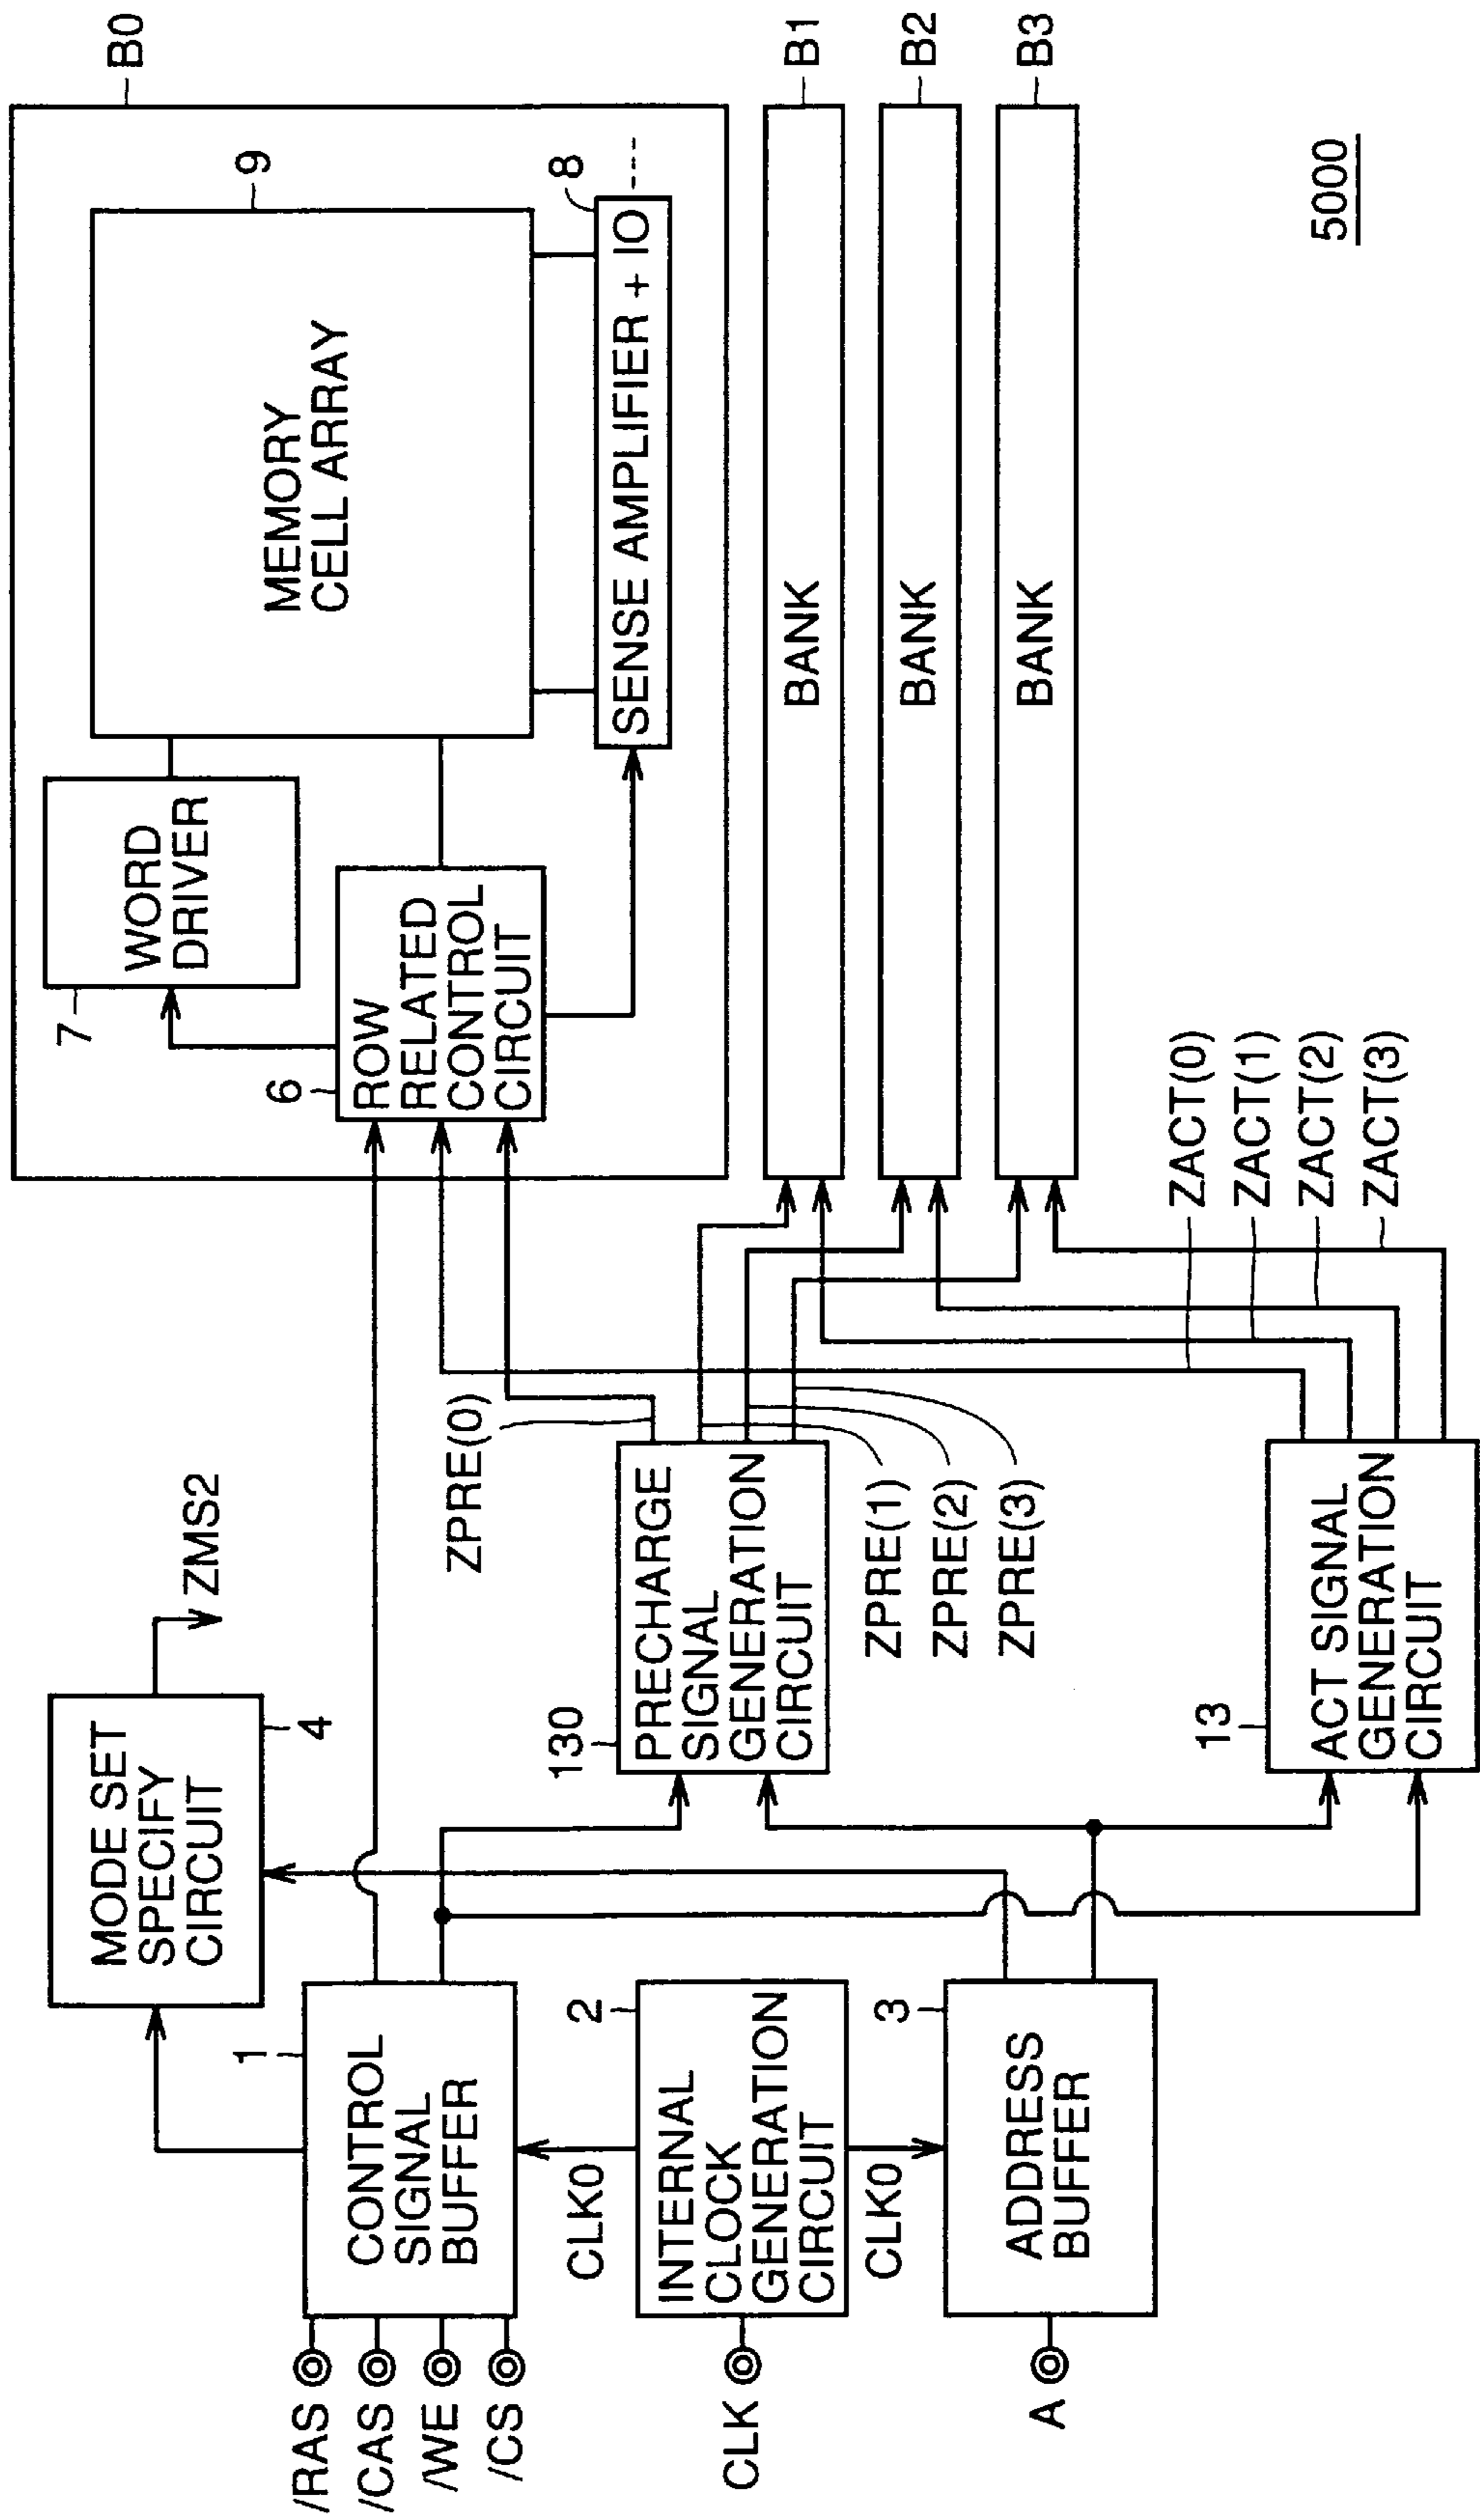 /RAS
/CAS
/WE
/CS
CLK
A
1
CONTROL
SIGNAL
BUFFER
CLK0
2
INTERNAL
CLOCK
GENERATION
CIRCUIT
CLK0
3
ADDRESS
BUFFER
MODE SET
SPECIFY
CIRCUIT
4
ZMS2
130
PRECHARGE
SIGNAL
GENERATION
CIRCUIT
ZPRE(0)
ZPRE(1)
ZPRE(2)
ZPRE(3)
13
ACT SIGNAL
GENERATION
CIRCUIT
ZACT(0)
ZACT(1)
ZACT(2)
ZACT(3)
7
WORD
DRIVER
6
ROW
RELATED
CONTROL
CIRCUIT
MEMORY
CELL ARRAY
9
8
SENSE AMPLIFIER + IO
B0
BANK
B1
BANK
B2
BANK
B3
5000